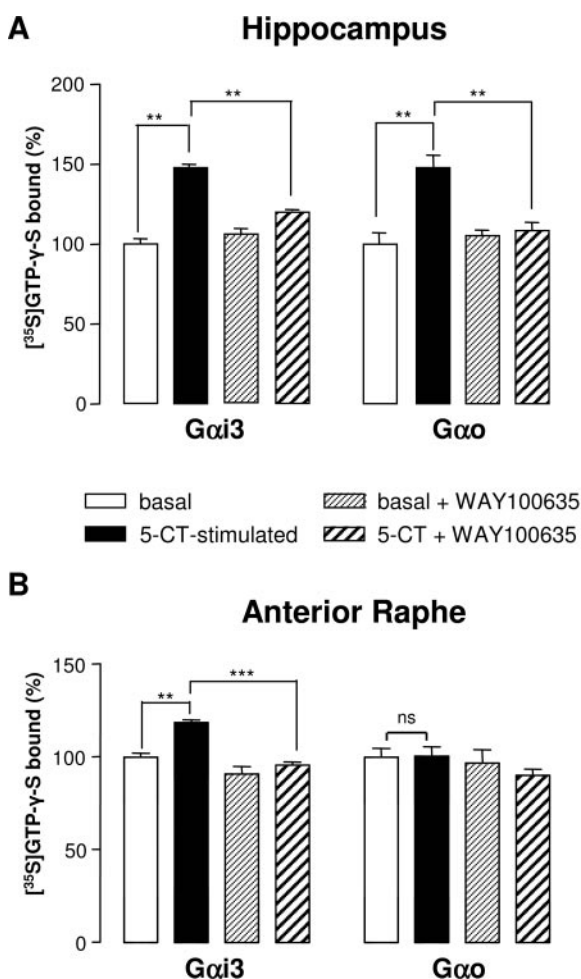 A
Hippocampus
[³⁵S]GTP-γ-S bound (%)
200
150
100
50
0
**
**
**
**
Gαi3
Gαo
basal
basal + WAY100635
5-CT-stimulated
5-CT + WAY100635
B
Anterior Raphe
[³⁵S]GTP-γ-S bound (%)
150
100
50
0
**
***
ns
Gαi3
Gαo